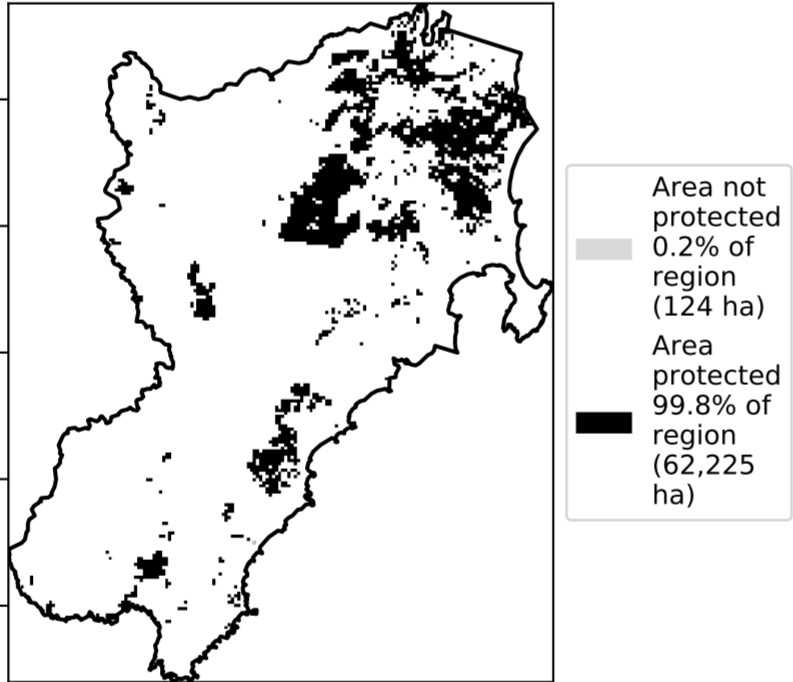 Area not
protected
0.2% of
region
(124 ha)
Area
protected
99.8% of
region
(62,225
ha)